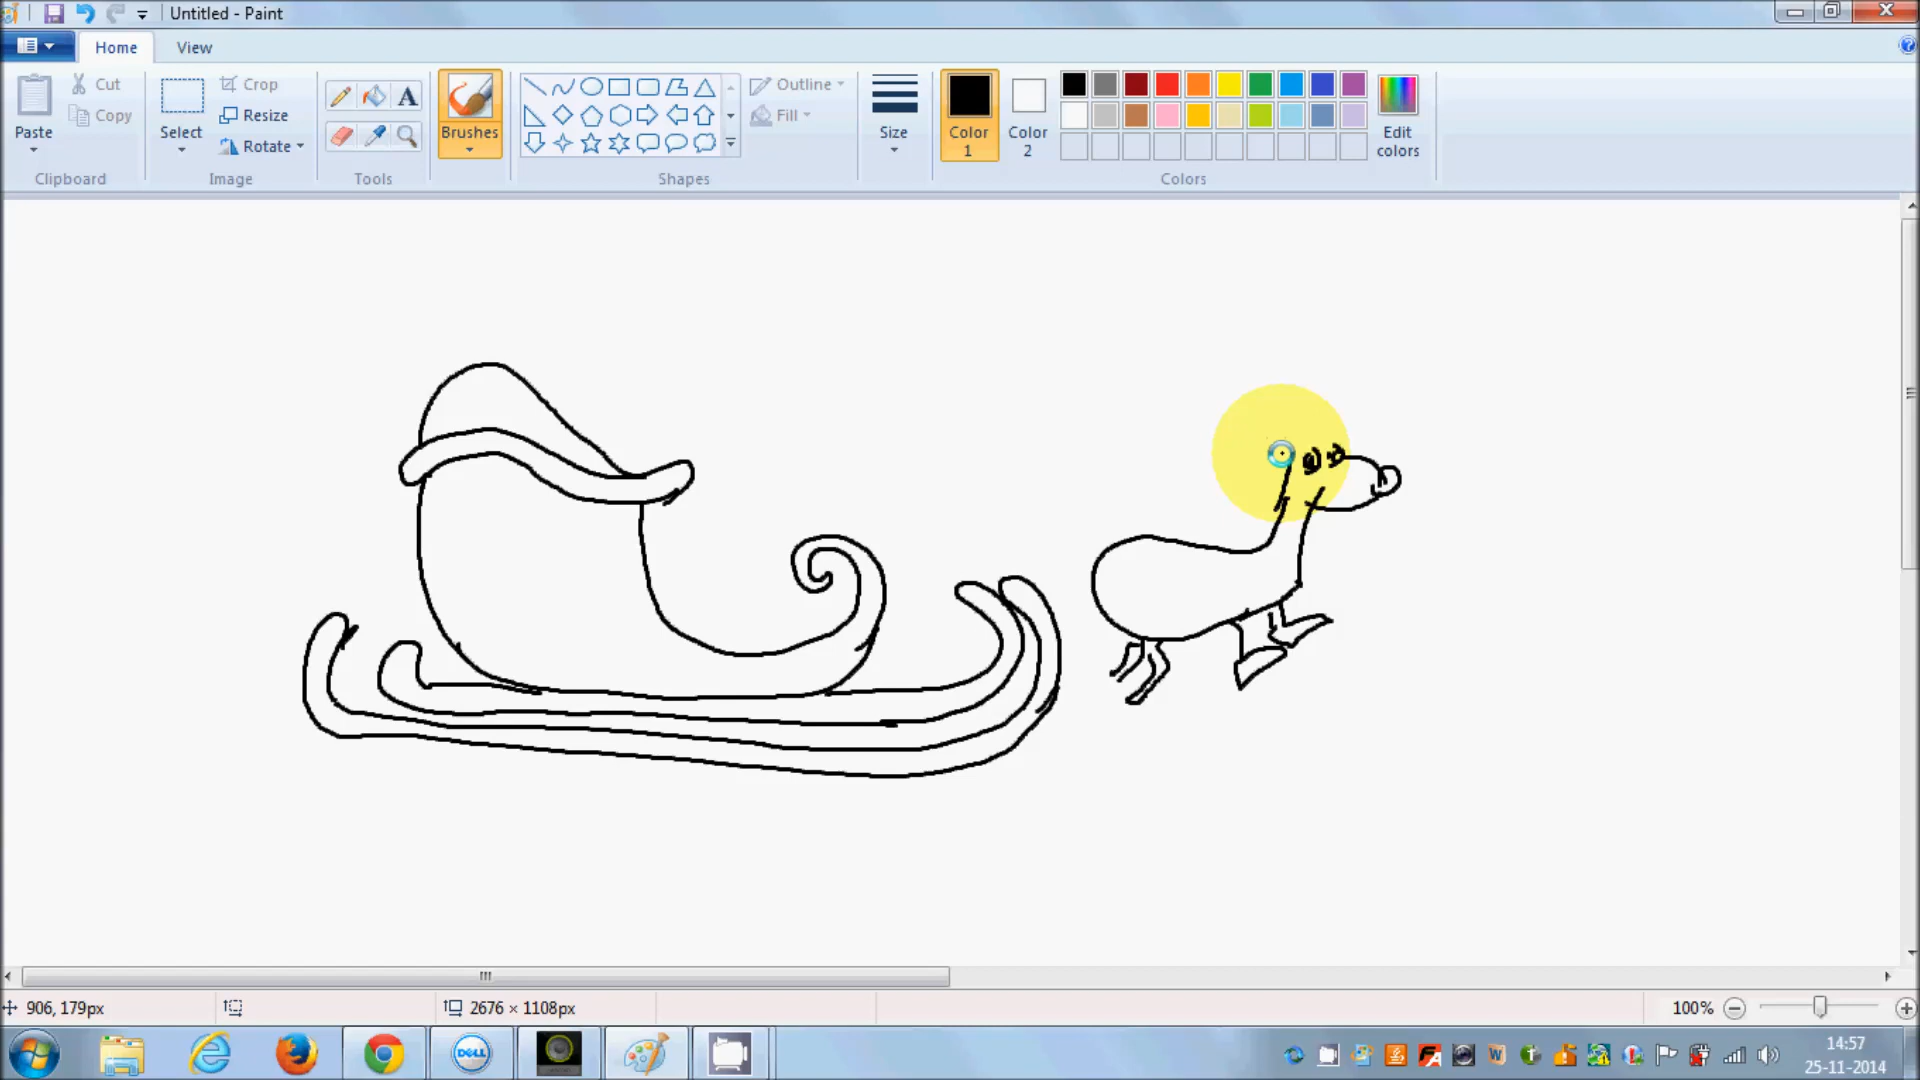 Untitled - Paint
Home View
Paste
Cut
Copy
Clipboard
Select
Crop
Resize
Rotate
Image
A
Tools
Brushes
Outline
Fill
Shapes
Size
Color 1
Color 2
Edit colors
Colors
906, 179px
2676 × 1108px
100%
DELL
14:57
25-11-2014